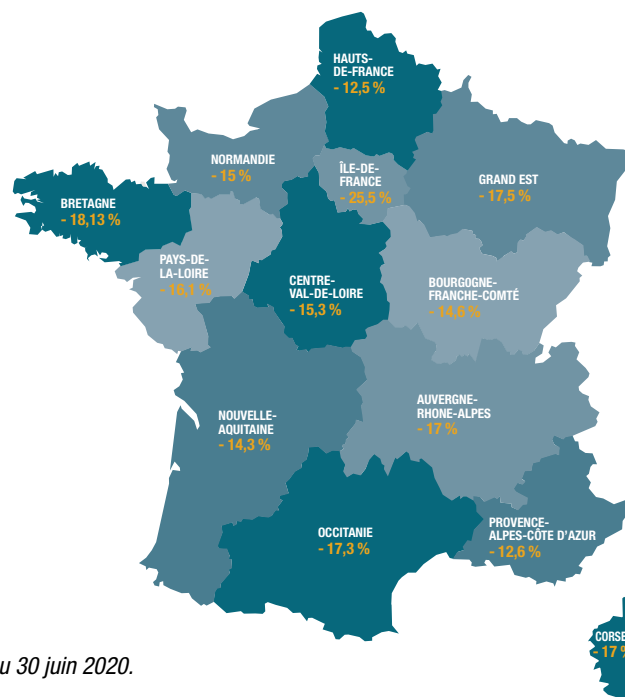 HAUTS-
DE-FRANCE
- 12,5 %
NORMANDIE
- 15 %
ÎLE-DE-
FRANCE
- 25,5 %
GRAND EST
- 17,5 %
BRETAGNE
- 18,13 %
PAYS-DE-
LA-LOIRE
- 16,1 %
CENTRE-
VAL-DE-LOIRE
- 15,3 %
BOURGOGNE-
FRANCHE-COMTÉ
- 14,6 %
NOUVELLE-
AQUITAINE
- 14,3 %
AUVERGNE-
RHONE-ALPES
- 17 %
OCCITANIE
- 17,3 %
PROVENCE-
ALPES-CÔTE D'AZUR
- 12,6 %
CORSE
- 17 %
u 30 juin 2020.